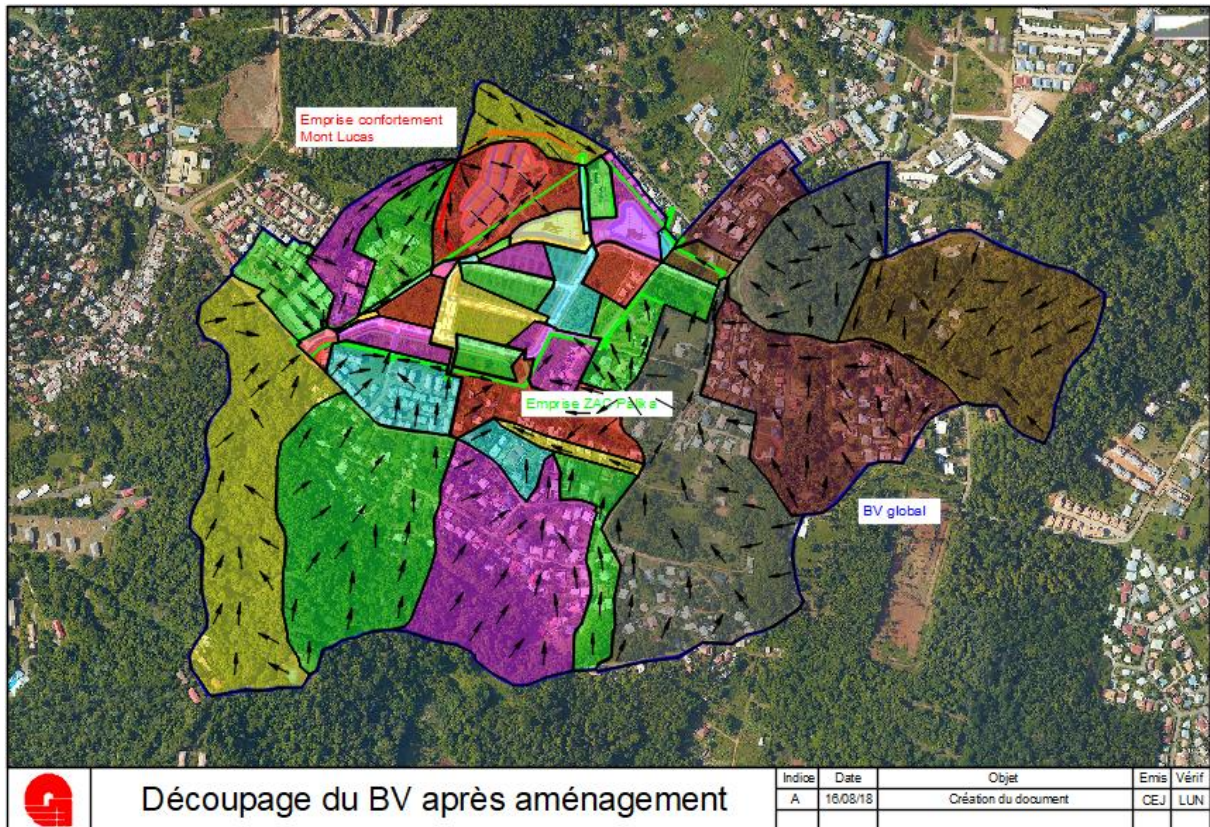 Emprise confortement
Mont Lucas
Emprise ZAC Palika
BV global
Découpage du BV après aménagement
Indice Date Objet Emis Vérif
A 16/08/18 Création du document CEJ LUN